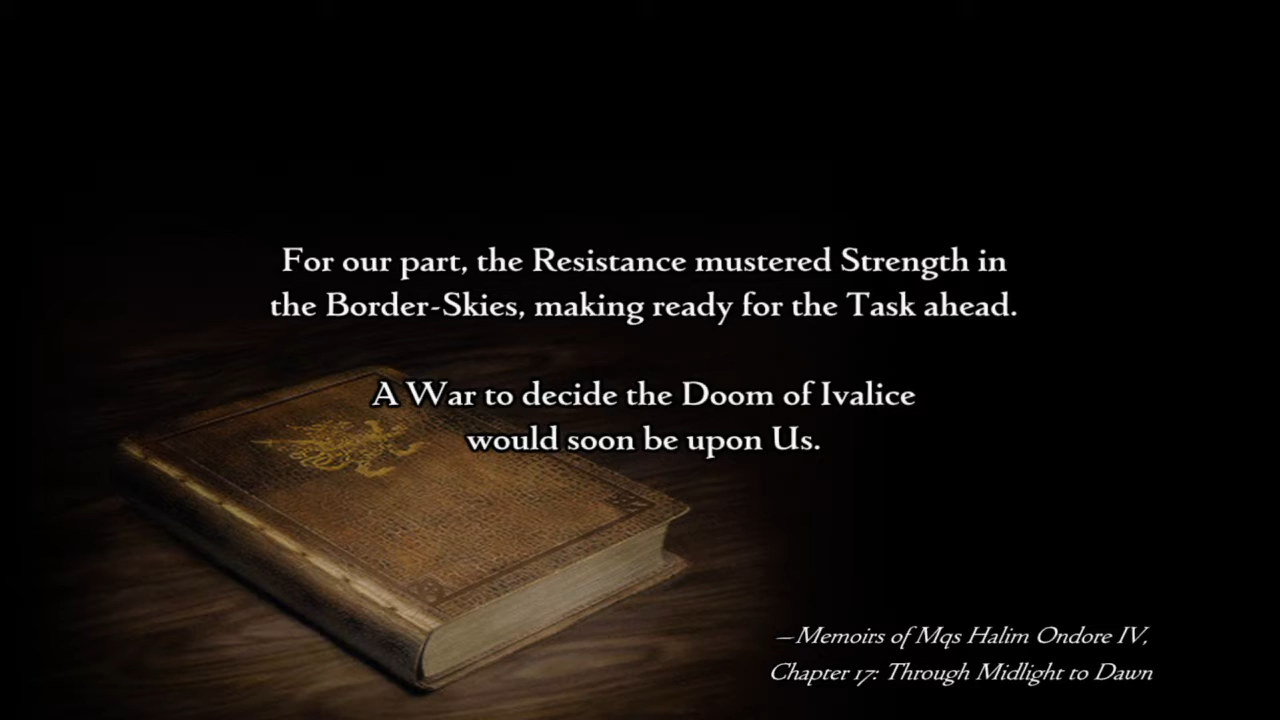 For our part, the Resistance mustered Strength in
the Border-Skies, making ready for the Task ahead.
A War to decide the Doom of Ivalice
would soon be upon Us.
—Memoirs of Mqs Halim Ondore IV,
Chapter 17: Through Midlight to Dawn